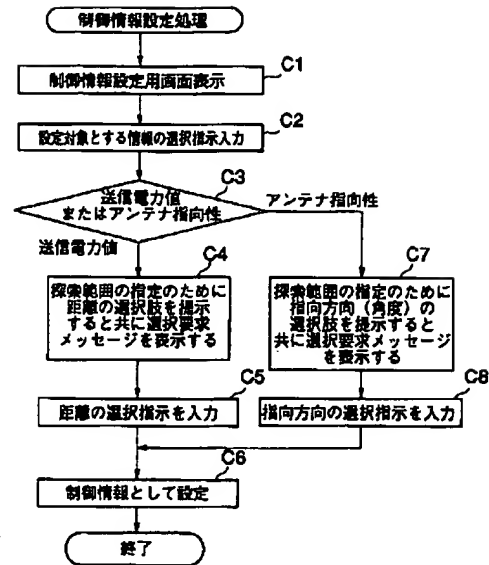 制御情報設定処理
C1
制御情報設定用画面表示
C2
設定対象とする情報の選択指示入力
C3
送信電力値
またはアンテナ指向性
アンテナ指向性
送信電力値
C4
探索範囲の指定のために
距離の選択肢を提示
すると共に選択要求
メッセージを表示する
C7
探索範囲の指定のために
指向方向(角度)の
選択肢を提示すると
共に選択要求メッセージ
を表示する
C5
距離の選択指示を入力
C8
指向方向の選択指示を入力
C6
制御情報として設定
終了